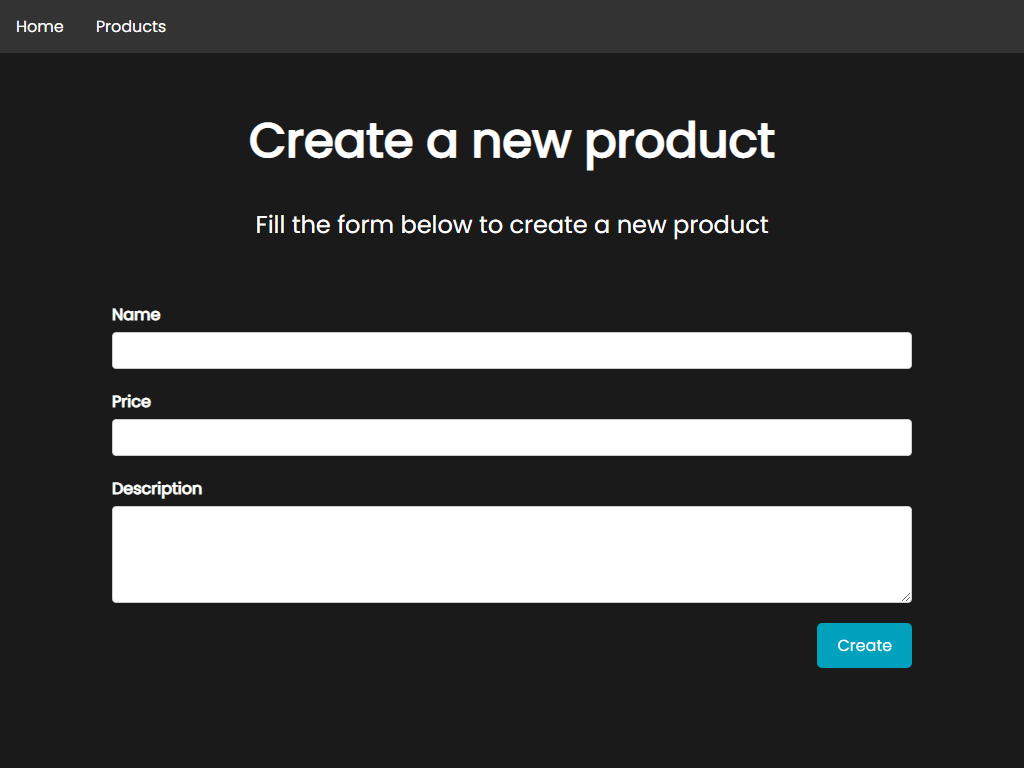 Home Products
Create a new product
Fill the form below to create a new product
Name
Price
Description
Create